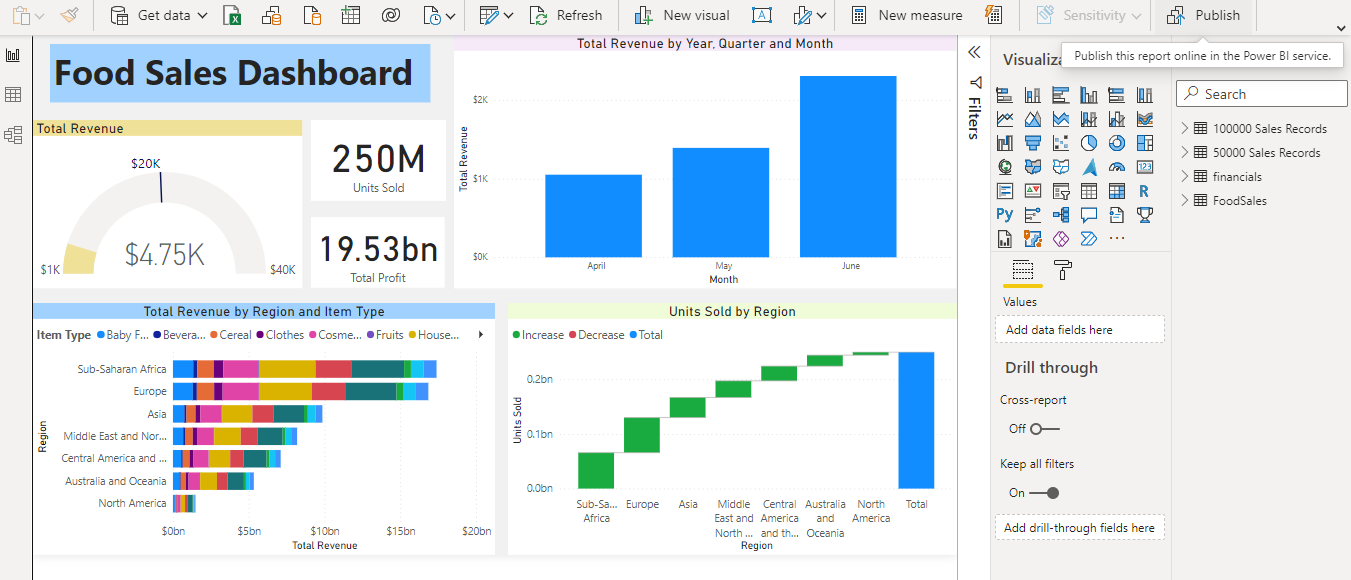 Get data
Refresh
New visual
A
New measure
Sensitivity
Publish
Publish this report online in the Power BI service.
Food Sales Dashboard
Total Revenue
$20K
$4.75K
$1K
$40K
250M
Units Sold
19.53bn
Total Profit
Total Revenue by Year, Quarter and Month
Total Revenue
$2K
$1K
$0K
April May June
Month
Total Revenue by Region and Item Type
Item Type Baby F... Bevera... Cereal Clothes Cosme... Fruits House...
Region
Sub-Saharan Africa
Europe
Asia
Middle East and Nor...
Central America and ...
Australia and Oceania
North America
$0bn $5bn $10bn $15bn $20bn
Total Revenue
Units Sold by Region
Increase Decrease Total
Units Sold
0.2bn
0.1bn
0.0bn
Sub-Sa... Europe Asia Middle Central Australia North Total
Africa East and America and America
North ... and th... Oceania
Region
Filters
Visualiza
123
R
Py
Values
Add data fields here
Drill through
Cross-report
Off
Keep all filters
On
Add drill-through fields here
Search
100000 Sales Records
50000 Sales Records
financials
FoodSales